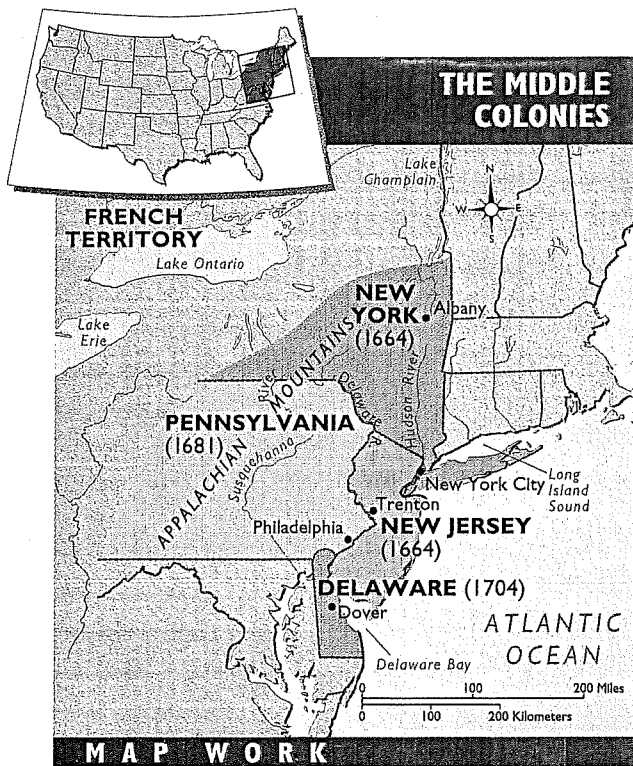 THE MIDDLE
COLONIES
Lake
Champlain
N
W E
S
FRENCH
TERRITORY
Lake Ontario
Lake
Erie
NEW
YORK
(1664)
Albany
APPALACHIAN MOUNTAINS
Hudson River
Delaware R.
Susquehanna River
PENNSYLVANIA
(1681)
New York City
Long
Island
Sound
Trenton
Philadelphia
NEW JERSEY
(1664)
DELAWARE (1704)
Dover
ATLANTIC
OCEAN
Delaware Bay
0 100 200 Miles
0 100 200 Kilometers
MAP WORK